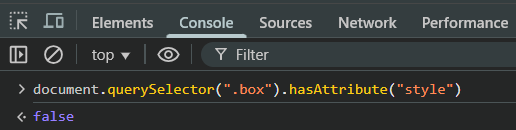 Elements Console Sources Network Performance
top Filter
document.querySelector(".box").hasAttribute("style")
false